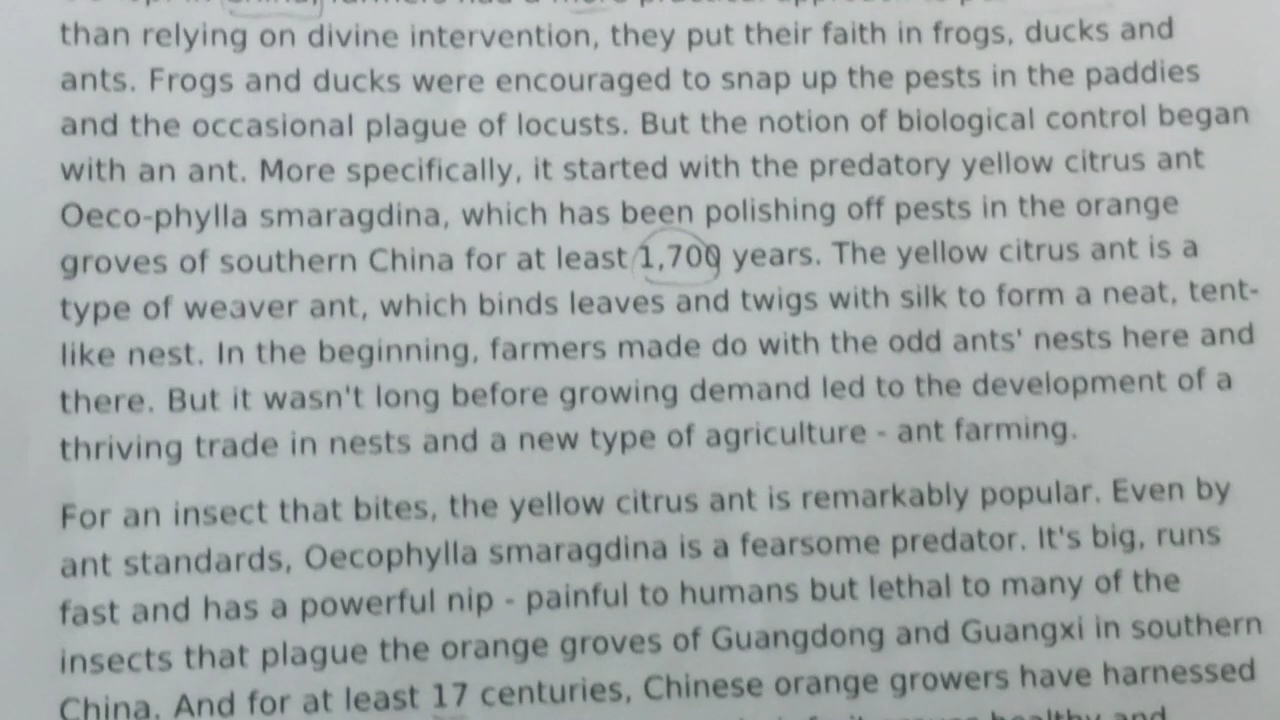 than relying on divine intervention, they put their faith in frogs, ducks and
ants. Frogs and ducks were encouraged to snap up the pests in the paddies
and the occasional plague of locusts. But the notion of biological control began
with an ant. More specifically, it started with the predatory yellow citrus ant
Oeco-phylla smaragdina, which has been polishing off pests in the orange
groves of southern China for at least 1,700 years. The yellow citrus ant is a
type of weaver ant, which binds leaves and twigs with silk to form a neat, tent-
like nest. In the beginning, farmers made do with the odd ants' nests here and
there. But it wasn't long before growing demand led to the development of a
thriving trade in nests and a new type of agriculture - ant farming.
For an insect that bites, the yellow citrus ant is remarkably popular. Even by
ant standards, Oecophylla smaragdina is a fearsome predator. It's big, runs
fast and has a powerful nip - painful to humans but lethal to many of the
insects that plague the orange groves of Guangdong and Guangxi in southern
China. And for at least 17 centuries, Chinese orange growers have harnessed
healthy and